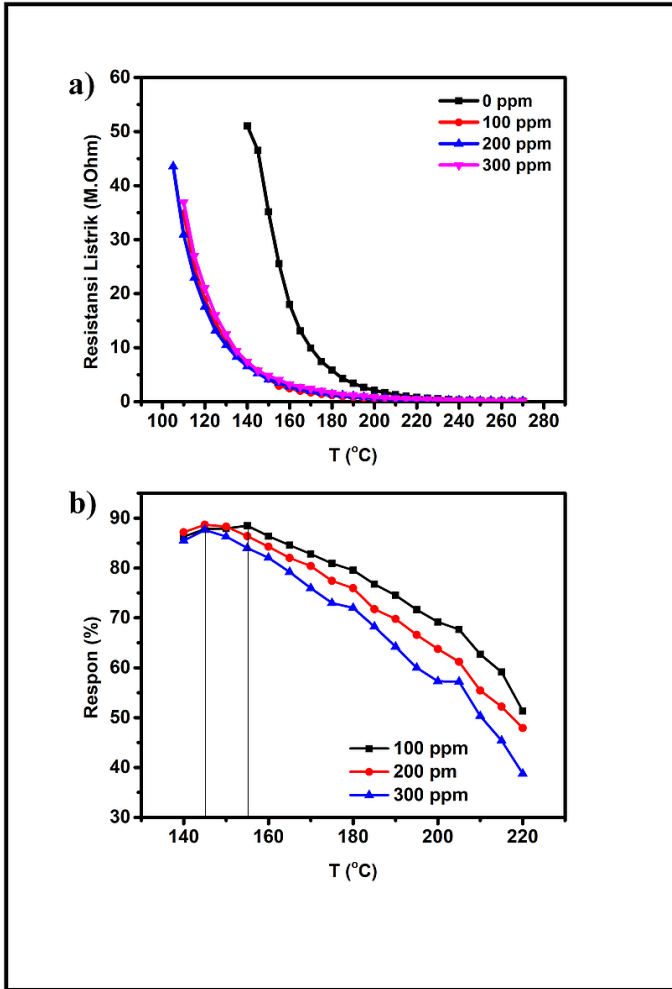 a)
Resistansi Listrik (M.Ohm)
60
50
40
30
20
10
0
0 ppm
100 ppm
200 ppm
300 ppm
100 120 140 160 180 200 220 240 260 280
T (°C)
b)
Respon (%)
90
80
70
60
50
40
30
100 ppm
200 pm
300 ppm
140 160 180 200 220
T (°C)